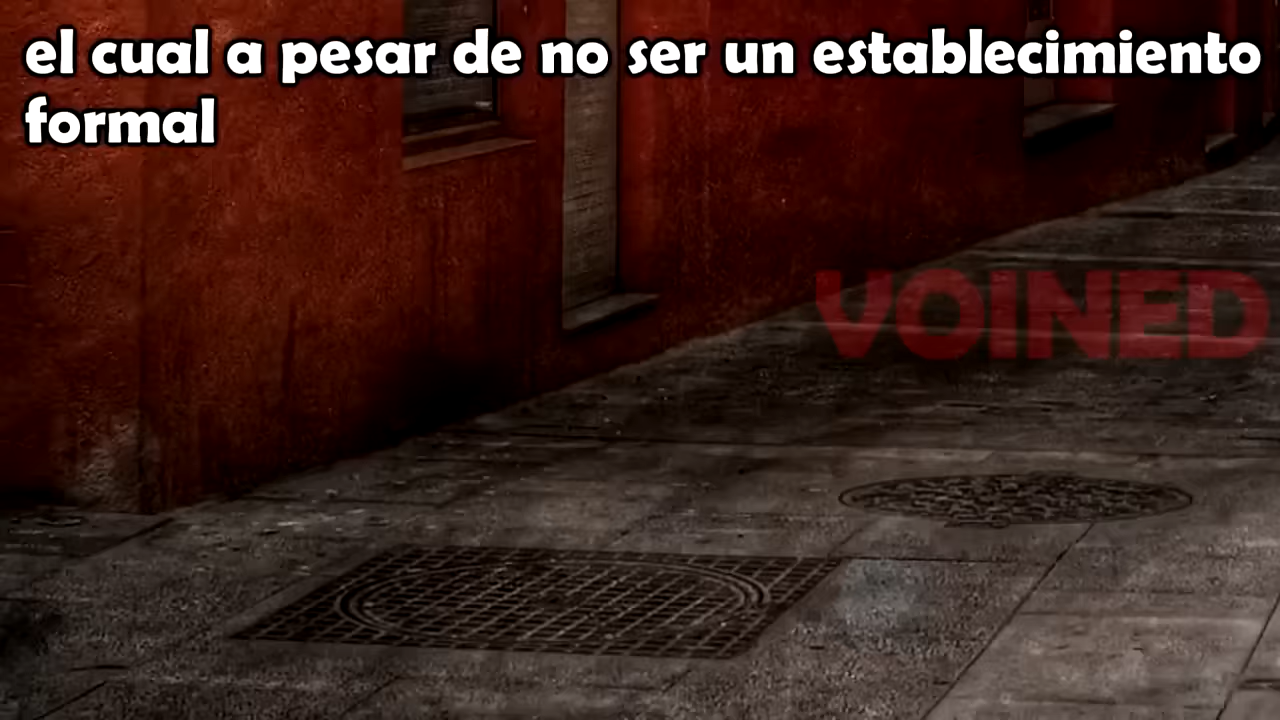 el cual a pesar de no ser un establecimiento
formal
VOINED